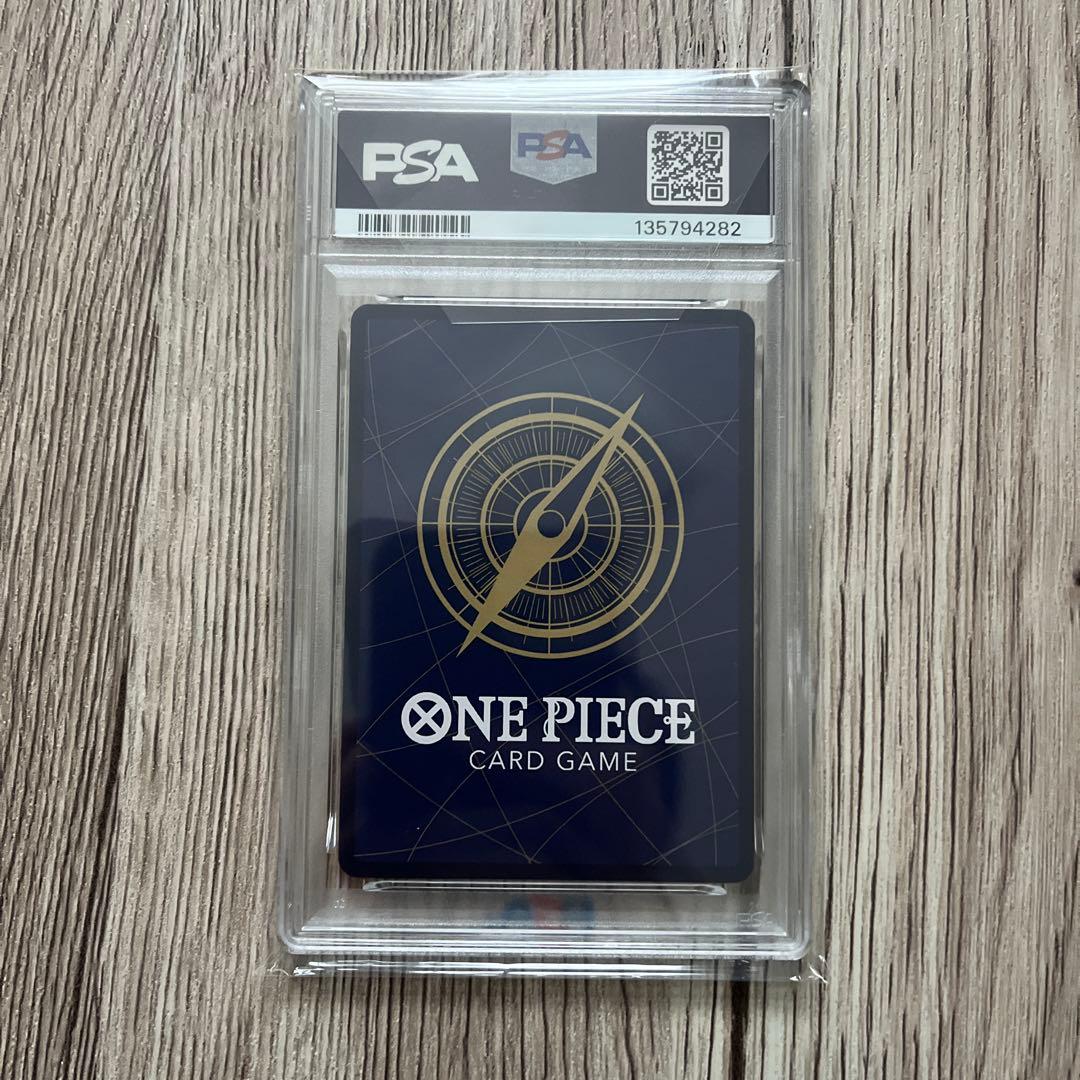 PSA
PSA
135794282
ONE PIECE
CARD GAME